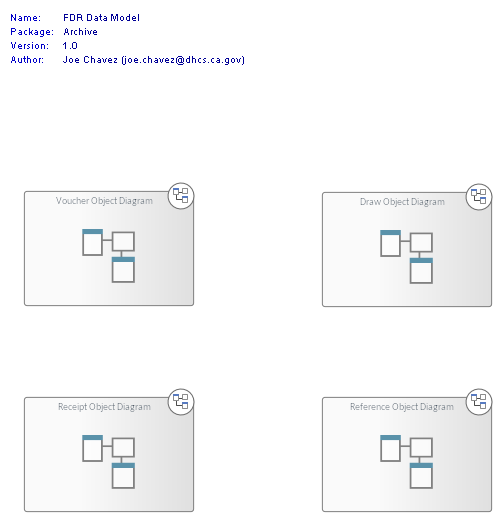 Name: FDR Data Model
Package: Archive
Version: 1.0
Author: Joe Chavez (joe.chavez@dhcs.ca.gov)
Voucher Object Diagram
Draw Object Diagram
Receipt Object Diagram
Reference Object Diagram